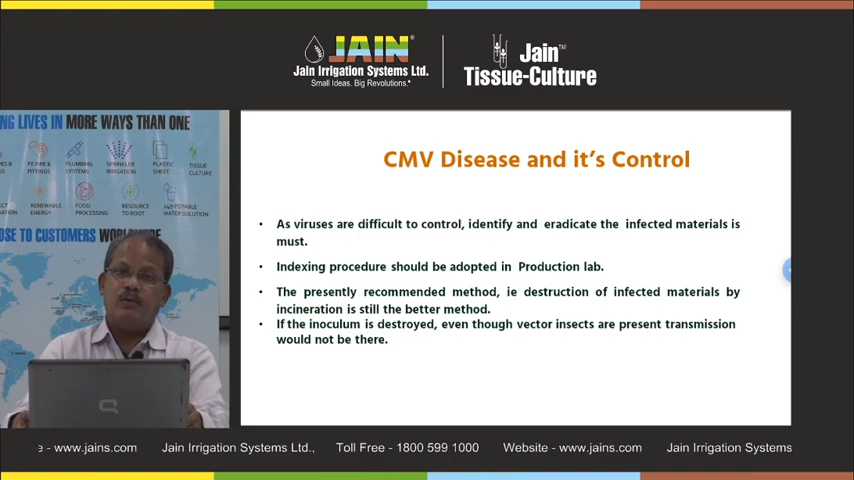 JAIN®
Jain Irrigation Systems Ltd.
Small Ideas. Big Revolutions.®
Jain™
Tissue-Culture
NG LIVES IN MORE WAYS THAN ONE
PE PIPE &
FITTINGS
PLUMBING
SYSTEMS
SPRINKLER
IRRIGATION
PLASTIC
SHEET
TISSUE
CULTURE
RENEWABLE
ENERGY
FOOD
PROCESSING
RESOURCE
TO ROOT
24/7 POTABLE
WATER SOLUTION
OSE TO CUSTOMERS WORLDWIDE
CMV Disease and it's Control
• As viruses are difficult to control, identify and eradicate the infected materials is
must.
• Indexing procedure should be adopted in Production lab.
• The presently recommended method, ie destruction of infected materials by
incineration is still the better method.
• If the inoculum is destroyed, even though vector insects are present transmission
would not be there.
e - www.jains.com Jain Irrigation Systems Ltd., Toll Free - 1800 599 1000 Website - www.jains.com Jain Irrigation Systems